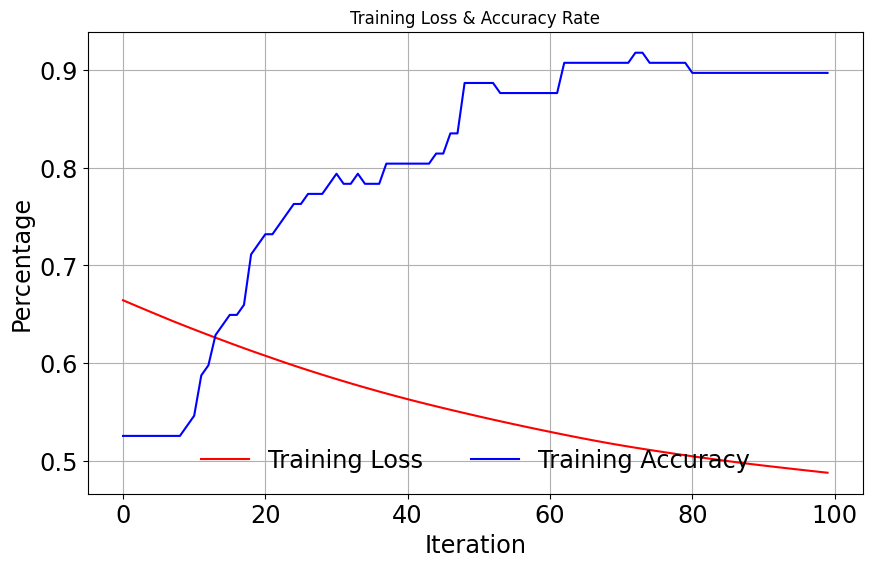 Training Loss & Accuracy Rate
Percentage
0.9
0.8
0.7
0.6
0.5
Training Loss
Training Accuracy
0
20
40
60
80
100
Iteration